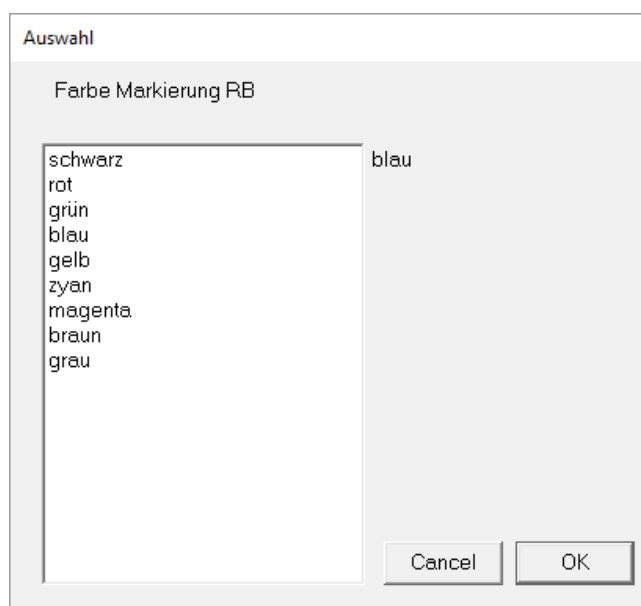 Auswahl
Farbe Markierung RB
schwarz
rot
grün
blau
gelb
zyan
magenta
braun
grau
blau
Cancel
OK